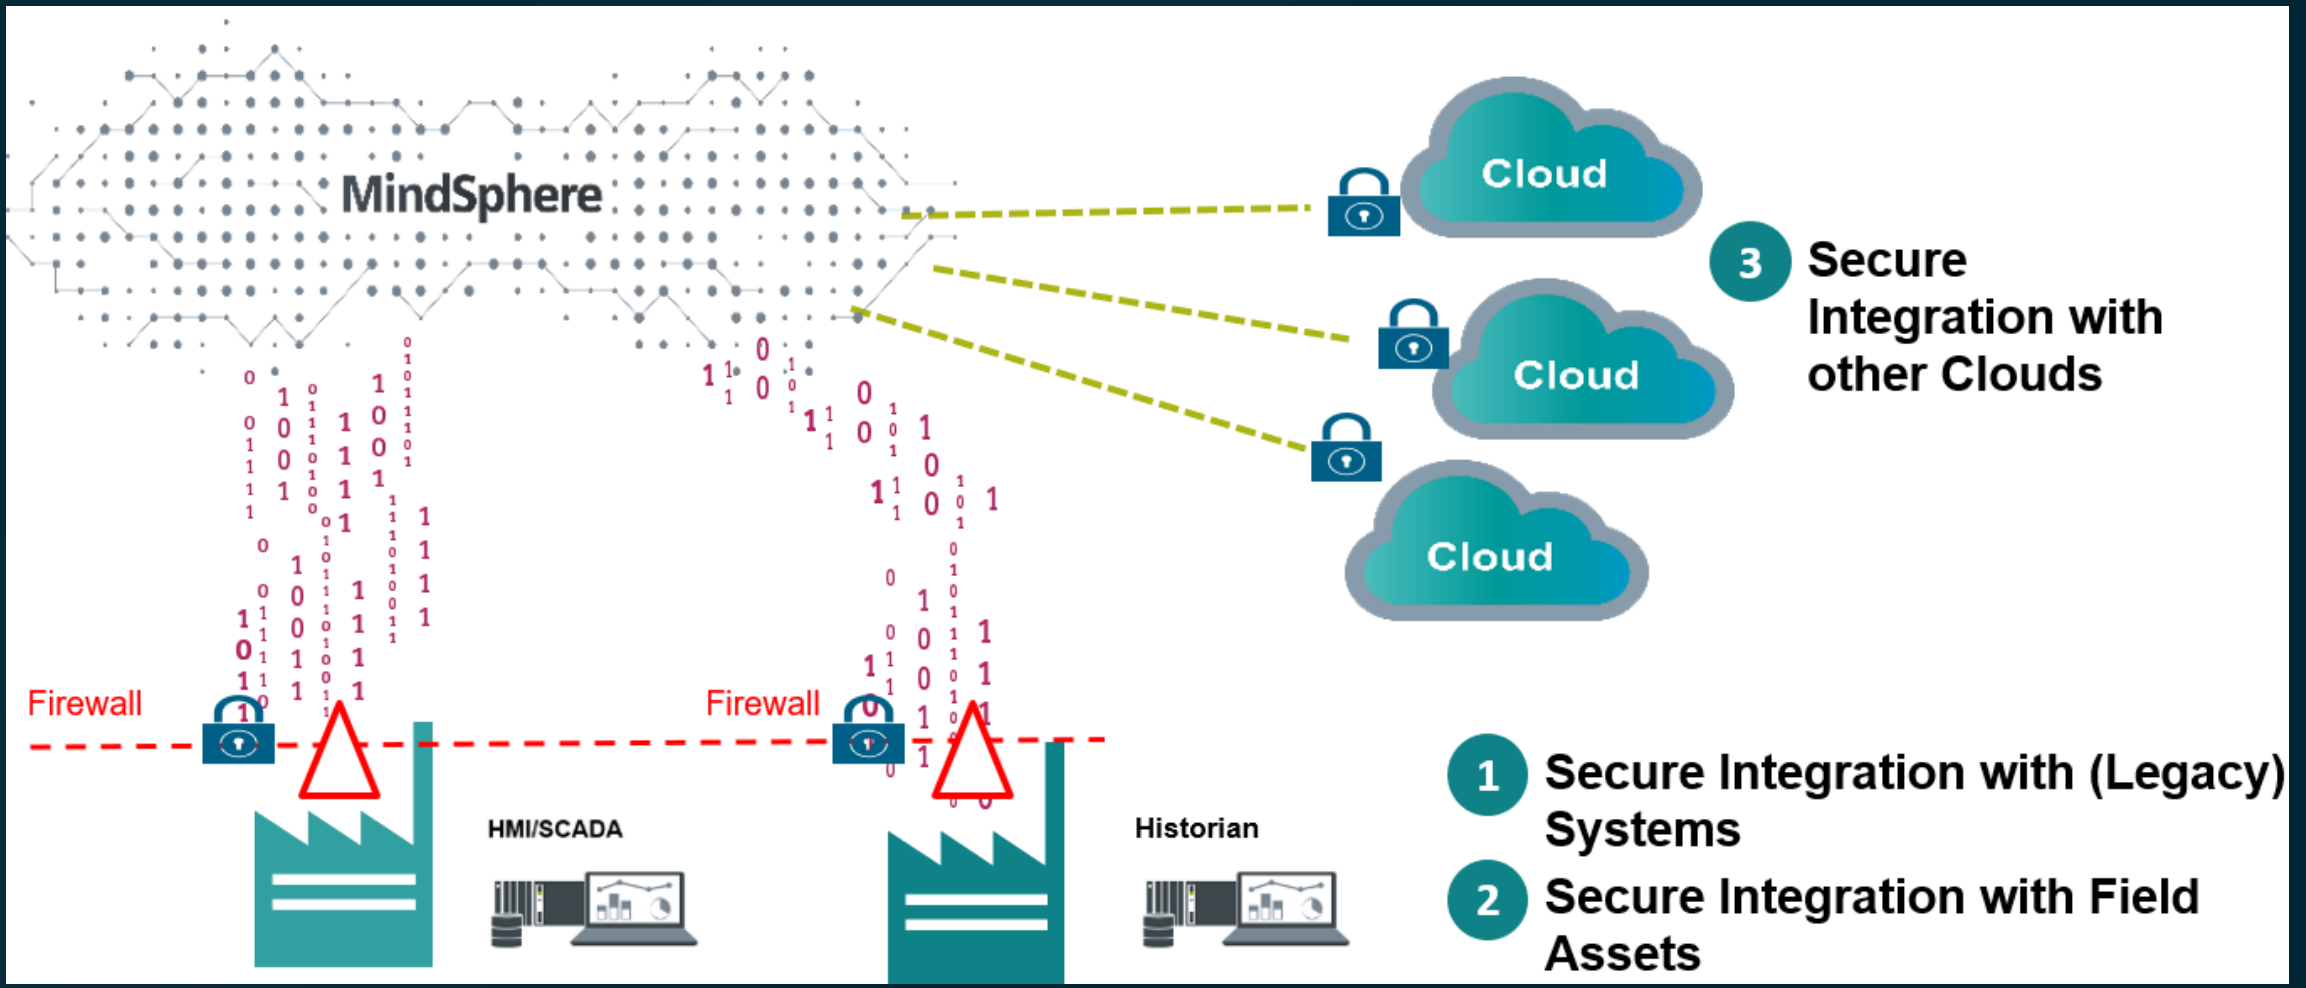 MindSphere
Cloud
Cloud
Cloud
3
Secure
Integration with
other Clouds
Firewall
Firewall
HMI/SCADA
Historian
1
Secure Integration with (Legacy)
Systems
2
Secure Integration with Field
Assets